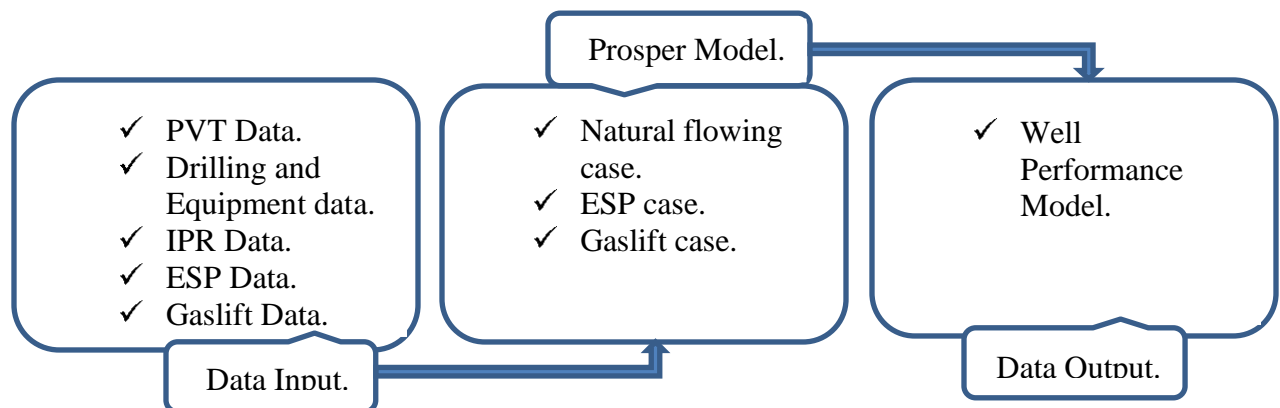 Prosper Model.
✓ PVT Data.
✓ Drilling and
Equipment data.
✓ IPR Data.
✓ ESP Data.
✓ Gaslift Data.
Data Input.
✓ Natural flowing
case.
✓ ESP case.
✓ Gaslift case.
✓ Well
Performance
Model.
Data Output.